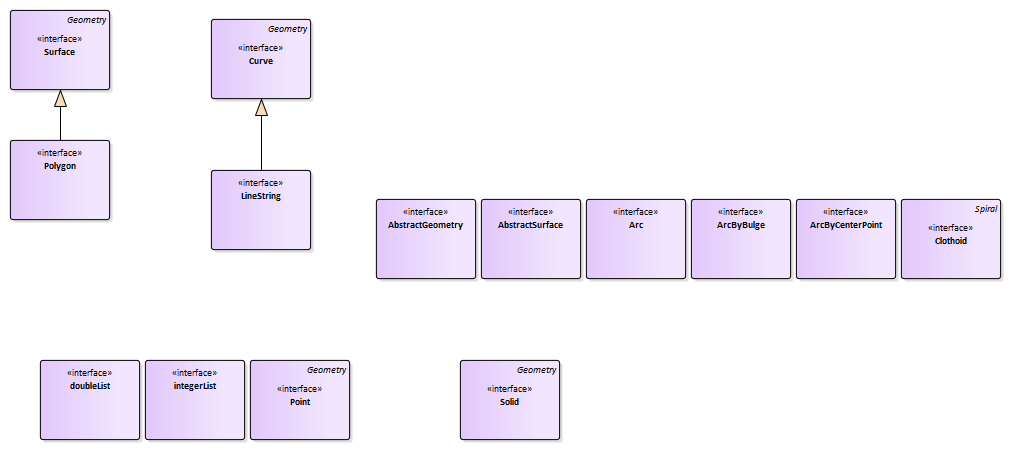 Geometry
«interface»
Surface
Geometry
«interface»
Curve
«interface»
Polygon
«interface»
LineString
«interface»
AbstractGeometry
«interface»
AbstractSurface
«interface»
Arc
«interface»
ArcByBulge
«interface»
ArcByCenterPoint
Spiral
«interface»
Clothoid
«interface»
doubleList
«interface»
integerList
Geometry
«interface»
Point
Geometry
«interface»
Solid